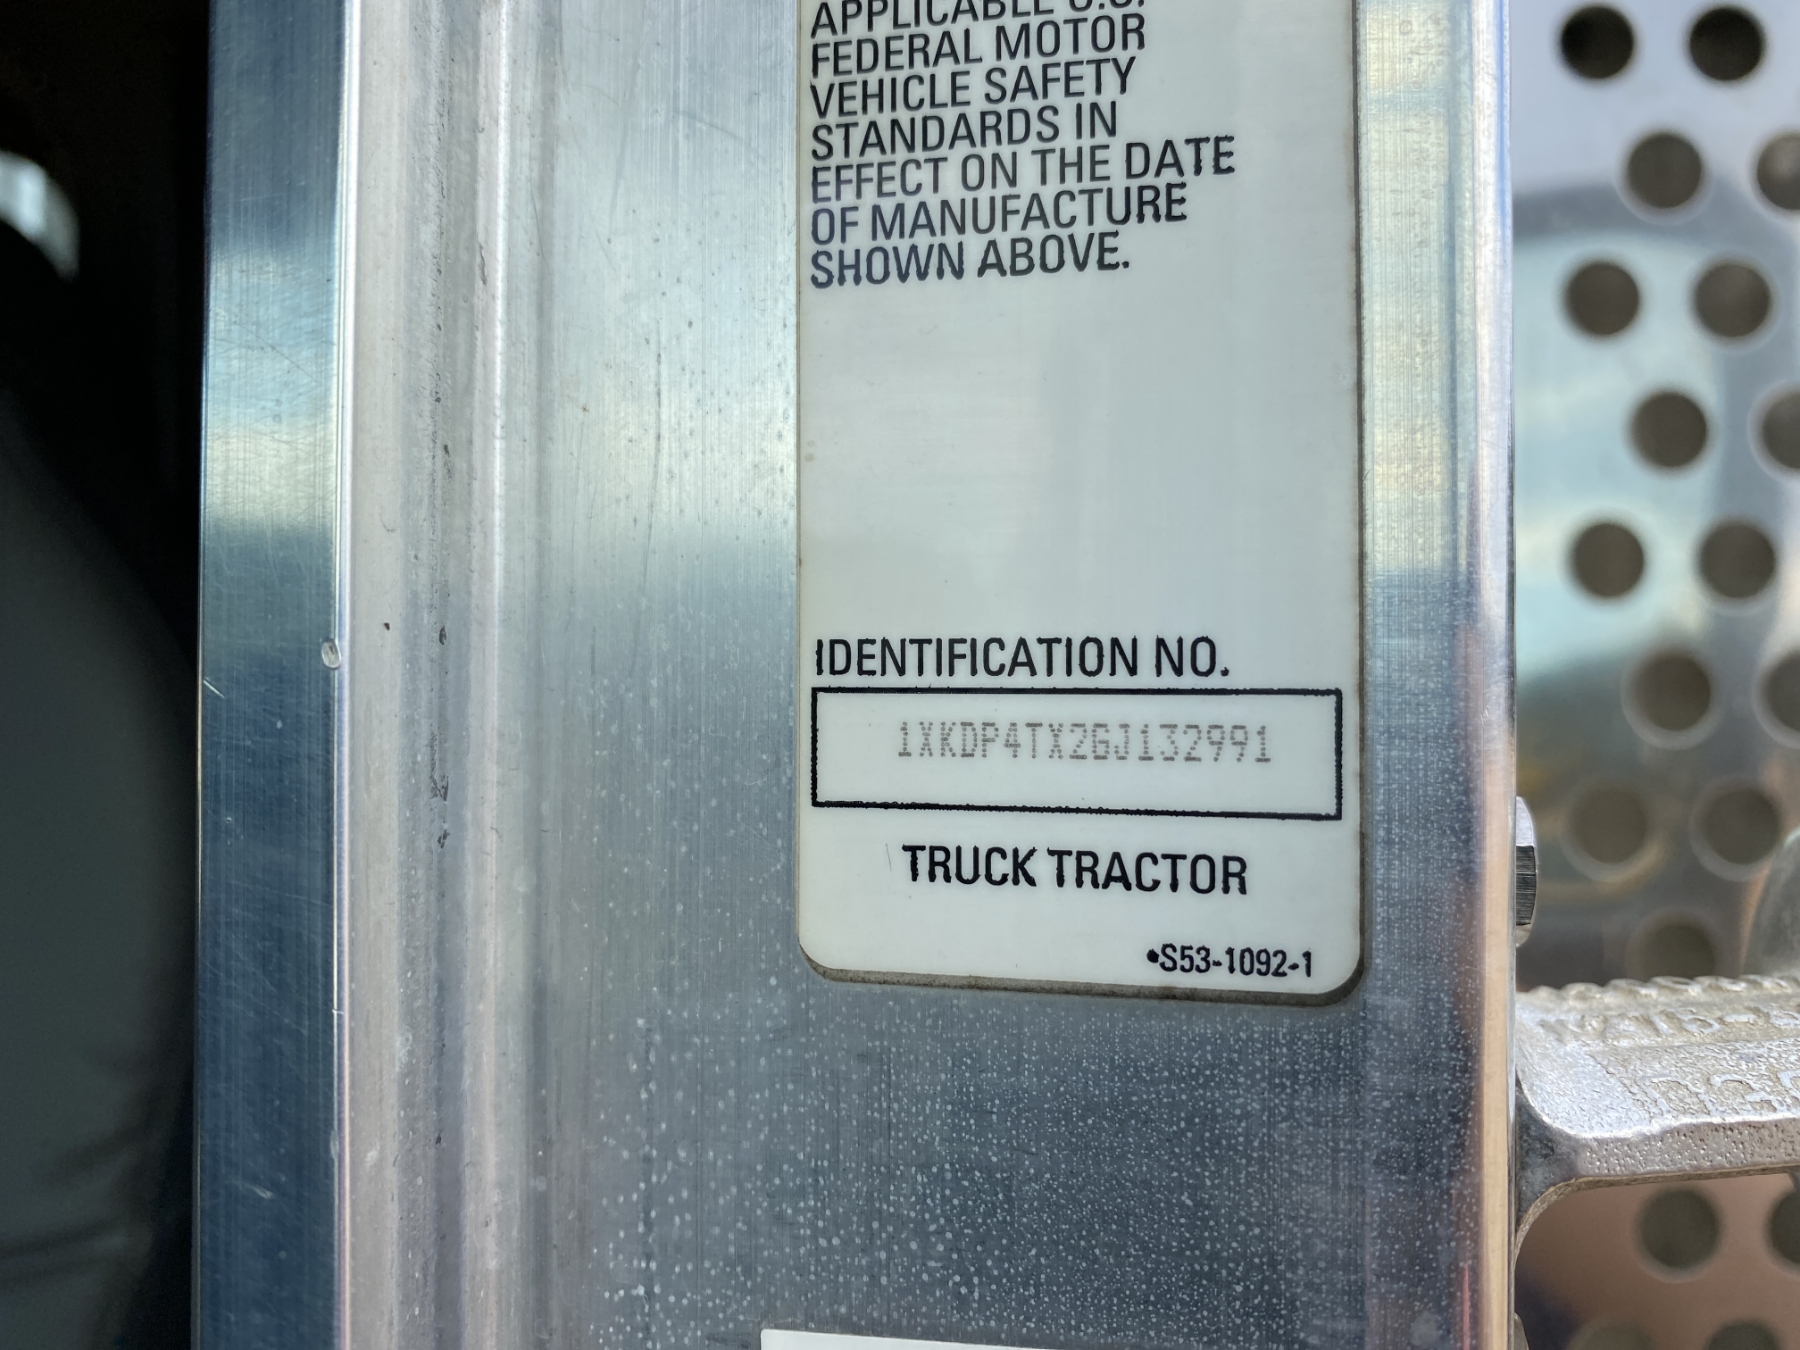 APPLICABLE U.S.
FEDERAL MOTOR
VEHICLE SAFETY
STANDARDS IN
EFFECT ON THE DATE
OF MANUFACTURE
SHOWN ABOVE.
IDENTIFICATION NO.
1XKDP4TX2GJ132991
TRUCK TRACTOR
•S53-1092-1